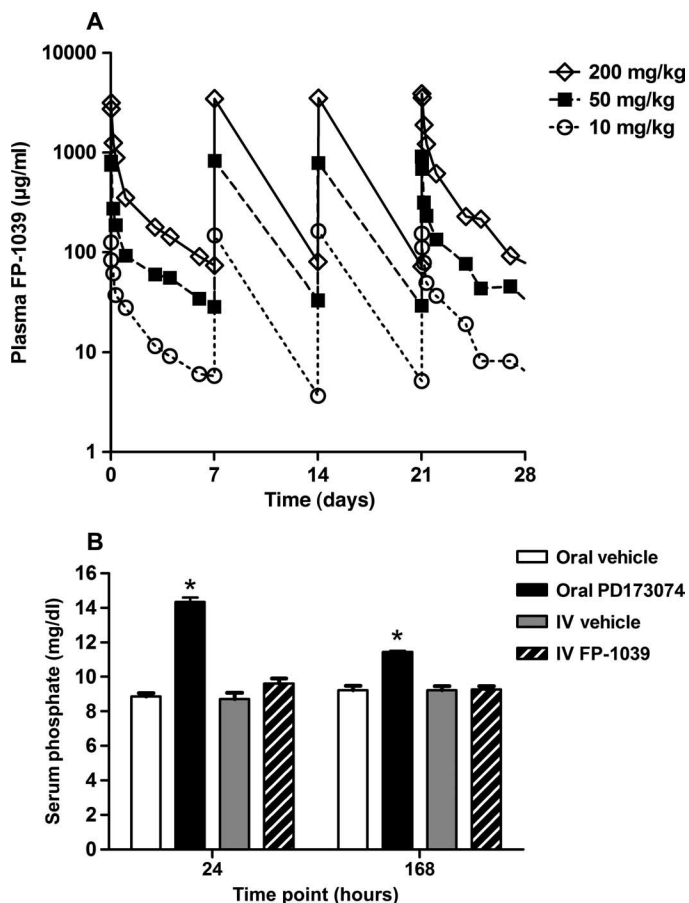 A
10000
1000
100
10
1
Plasma FP-1039 (µg/ml)
0 7 14 21 28
Time (days)
200 mg/kg
50 mg/kg
10 mg/kg
B
16
14
12
10
8
6
4
2
0
Serum phosphate (mg/dl)
* *
24 168
Time point (hours)
Oral vehicle
Oral PD173074
IV vehicle
IV FP-1039